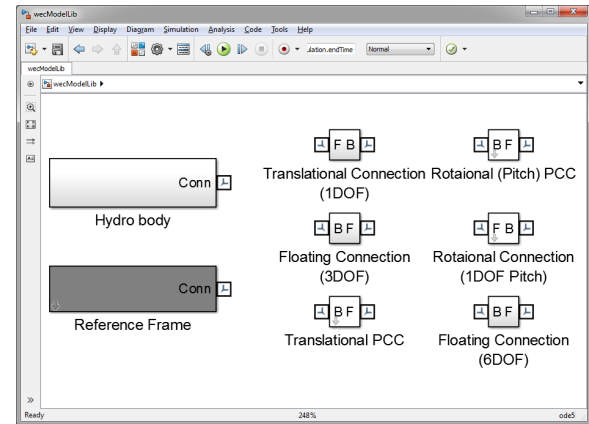 wecModelLib
File Edit View Display Diagram Simulation Analysis Code Tools Help
ulation.endTime Normal
wecModelLib
wecModelLib
F B
B F
Translational Connection (1DOF)
Rotaional (Pitch) PCC
Conn
Hydro body
B F
F B
Floating Connection (3DOF)
Rotaional Connection (1DOF Pitch)
Conn
Reference Frame
B F
B F
Translational PCC
Floating Connection (6DOF)
Ready 248% ode5